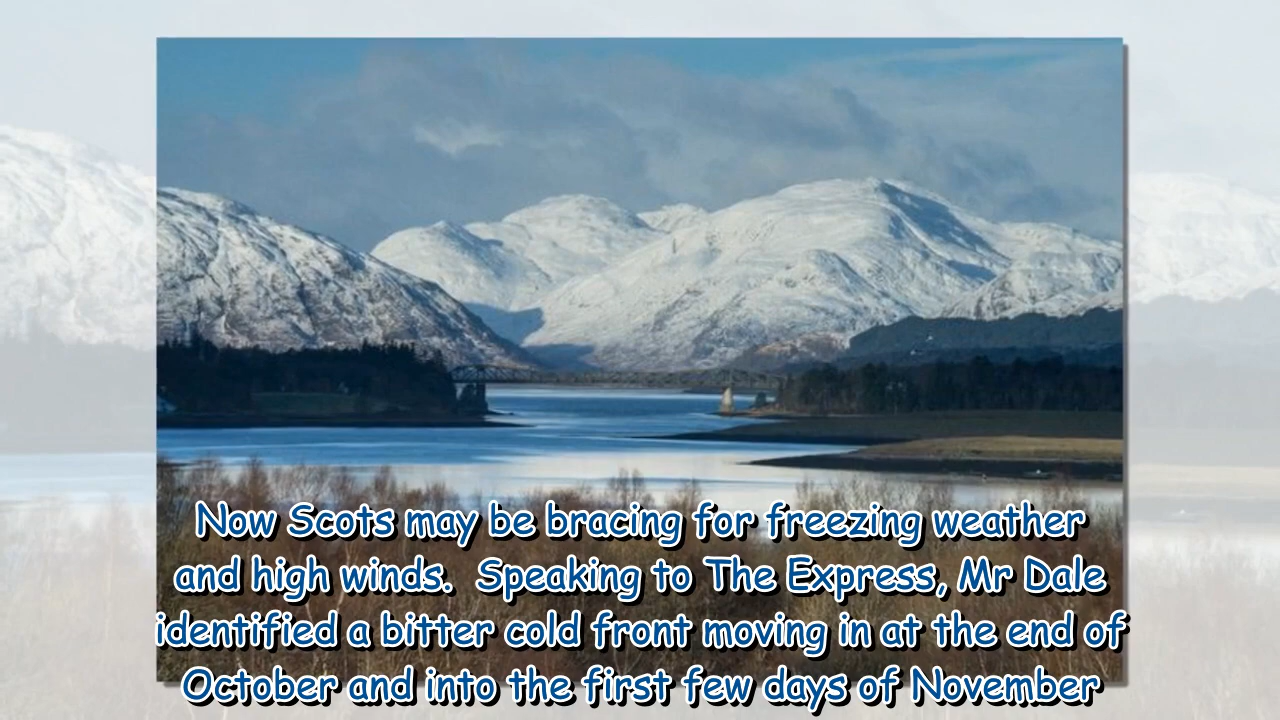 Now Scots may be bracing for freezing weather
and high winds.  Speaking to The Express, Mr Dale
identified a bitter cold front moving in at the end of
October and into the first few days of November